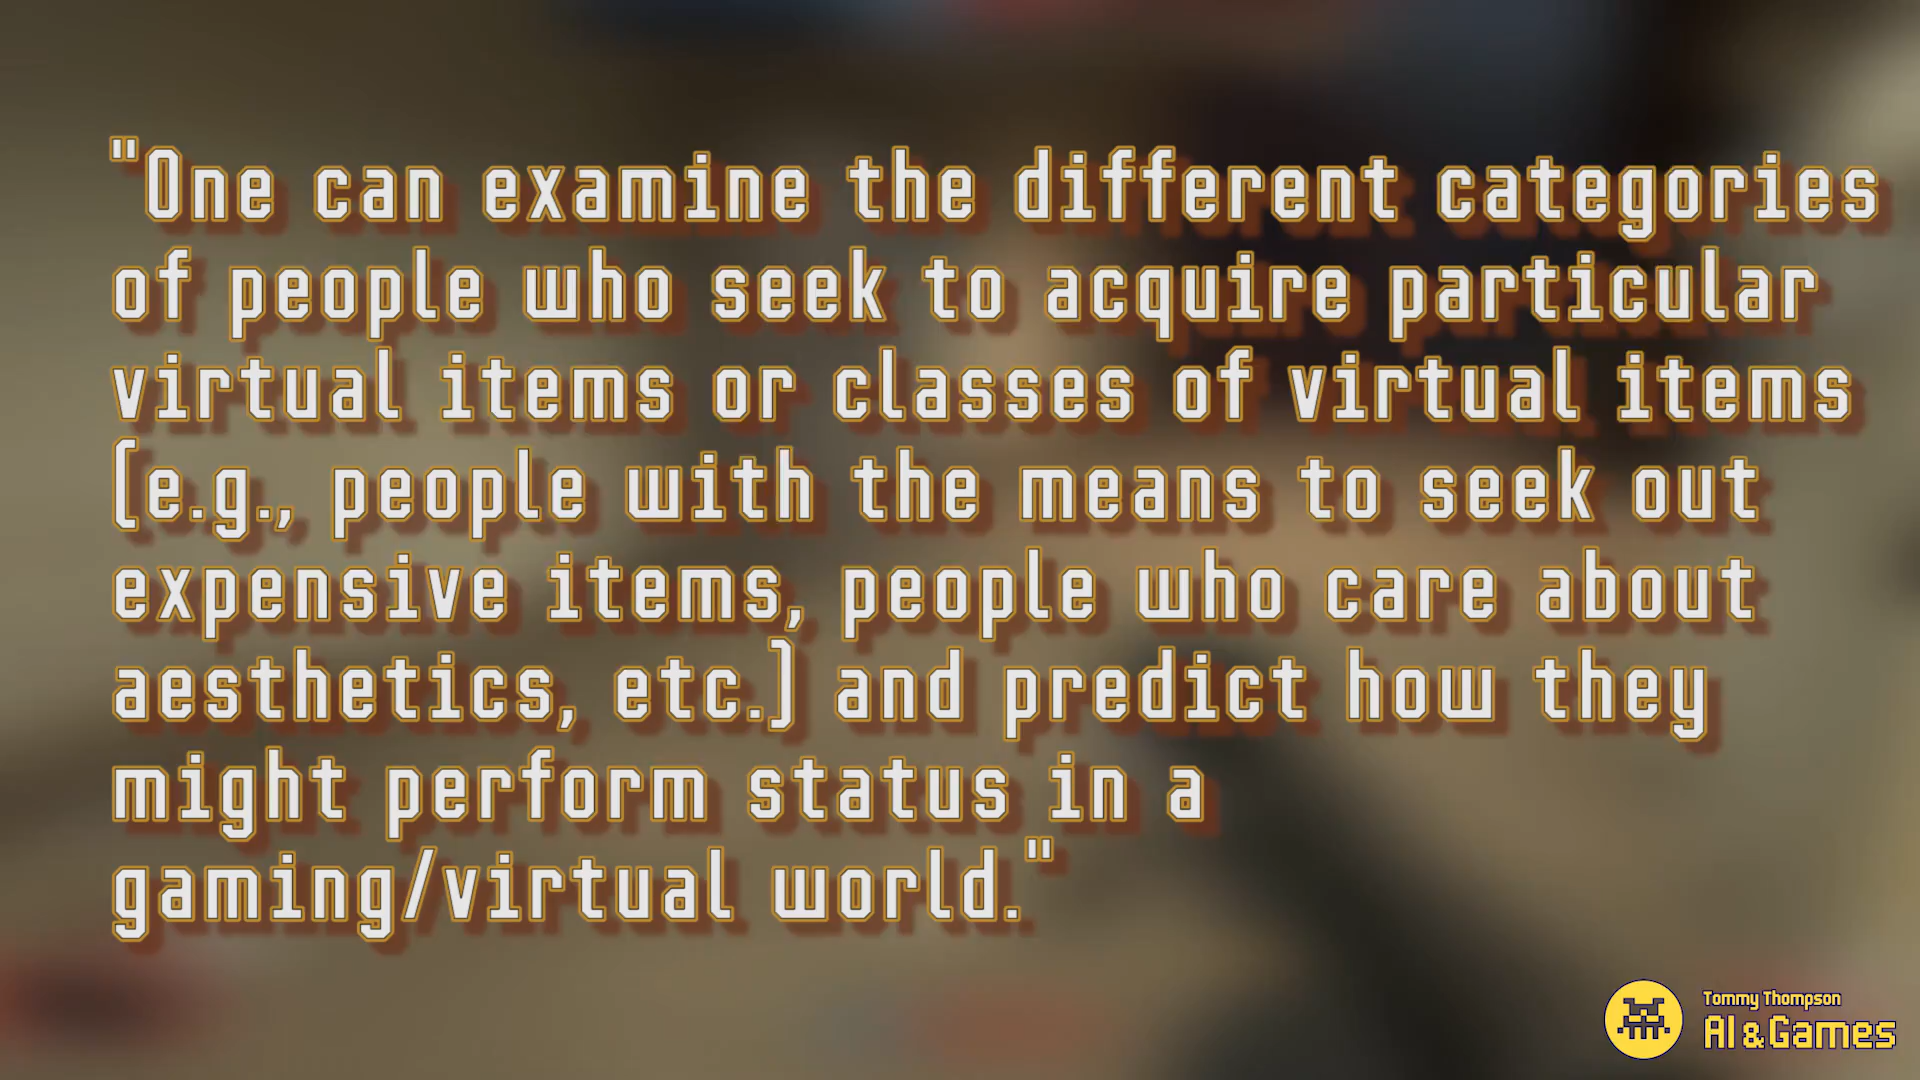 "One can examine the different categories
of people who seek to acquire particular
virtual items or classes of virtual items
(e.g., people with the means to seek out
expensive items, people who care about
aesthetics, etc.) and predict how they
might perform status in a
gaming/virtual world."
Tommy Thompson
AI & Games